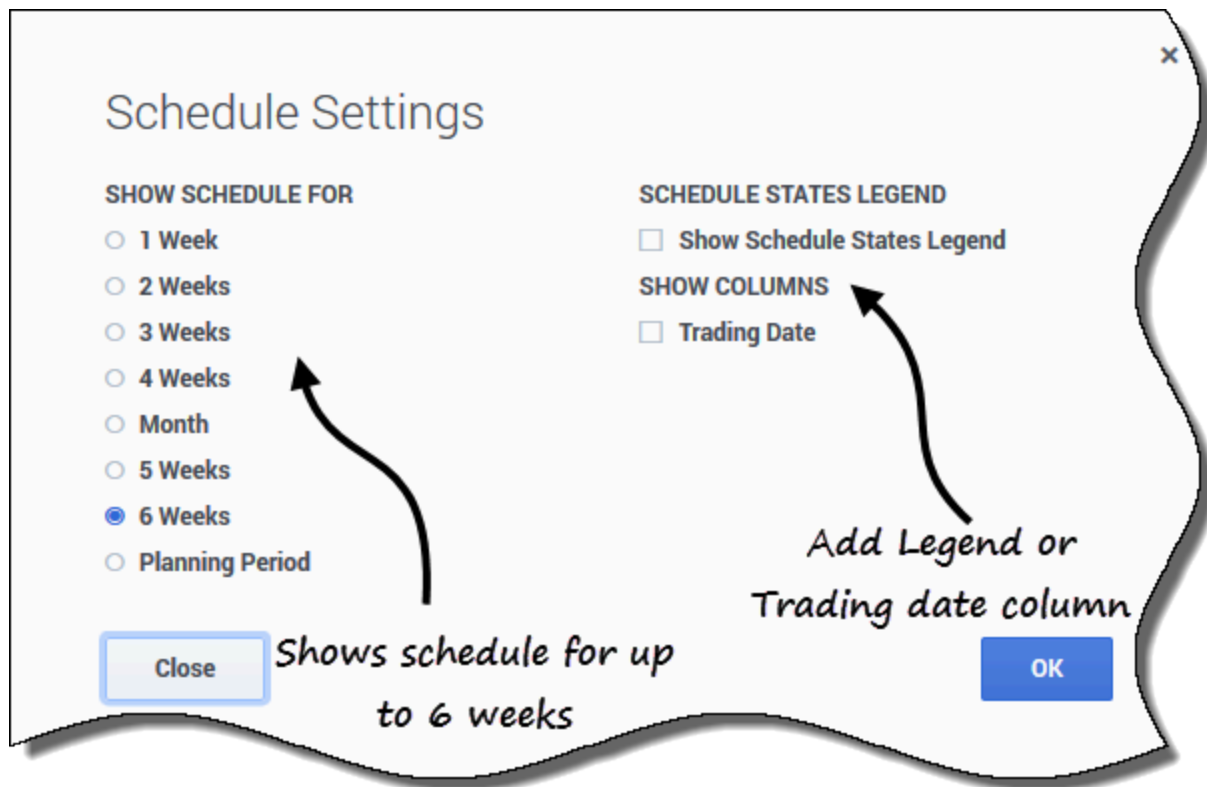 ×
Schedule Settings
SHOW SCHEDULE FOR
1 Week
2 Weeks
3 Weeks
4 Weeks
Month
5 Weeks
6 Weeks
Planning Period
SCHEDULE STATES LEGEND
Show Schedule States Legend
SHOW COLUMNS
Trading Date
Add Legend or
Trading date column
Shows schedule for up
to 6 weeks
Close
OK